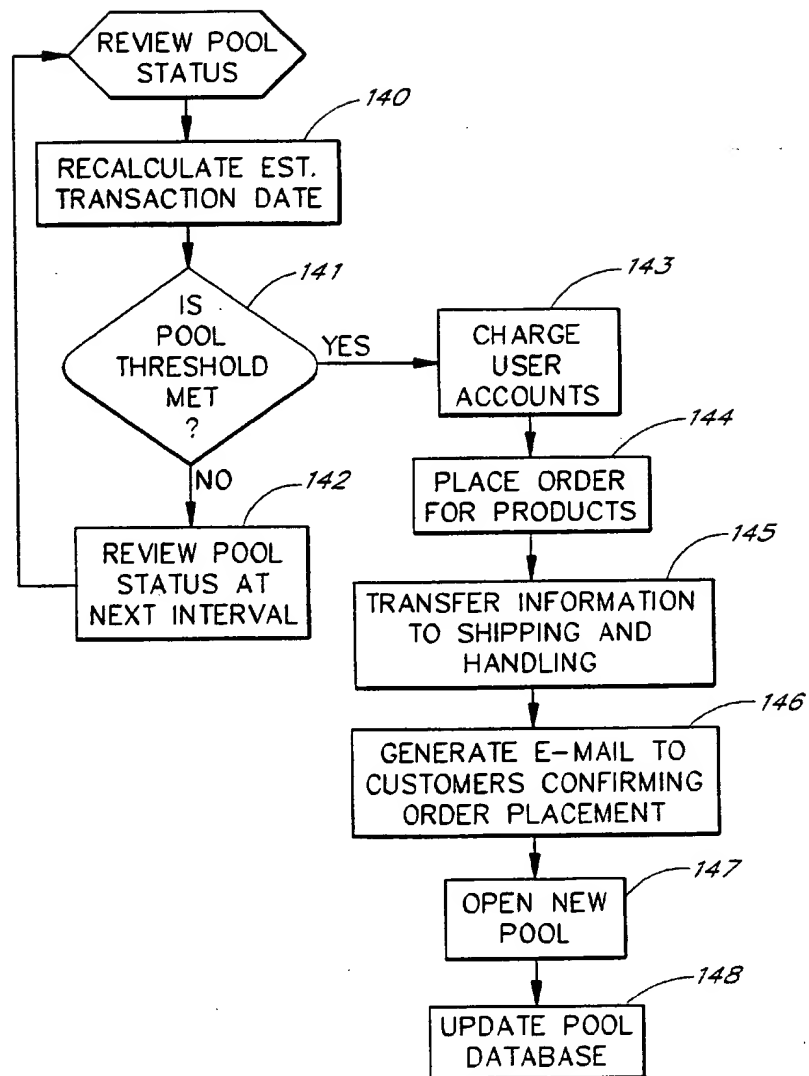 REVIEW POOL
STATUS
140
RECALCULATE EST.
TRANSACTION DATE
141
IS
POOL
THRESHOLD
MET
?
YES
NO
142
REVIEW POOL
STATUS AT
NEXT INTERVAL
143
CHARGE
USER
ACCOUNTS
144
PLACE ORDER
FOR PRODUCTS
145
TRANSFER INFORMATION
TO SHIPPING AND
HANDLING
146
GENERATE E-MAIL TO
CUSTOMERS CONFIRMING
ORDER PLACEMENT
147
OPEN NEW
POOL
148
UPDATE POOL
DATABASE